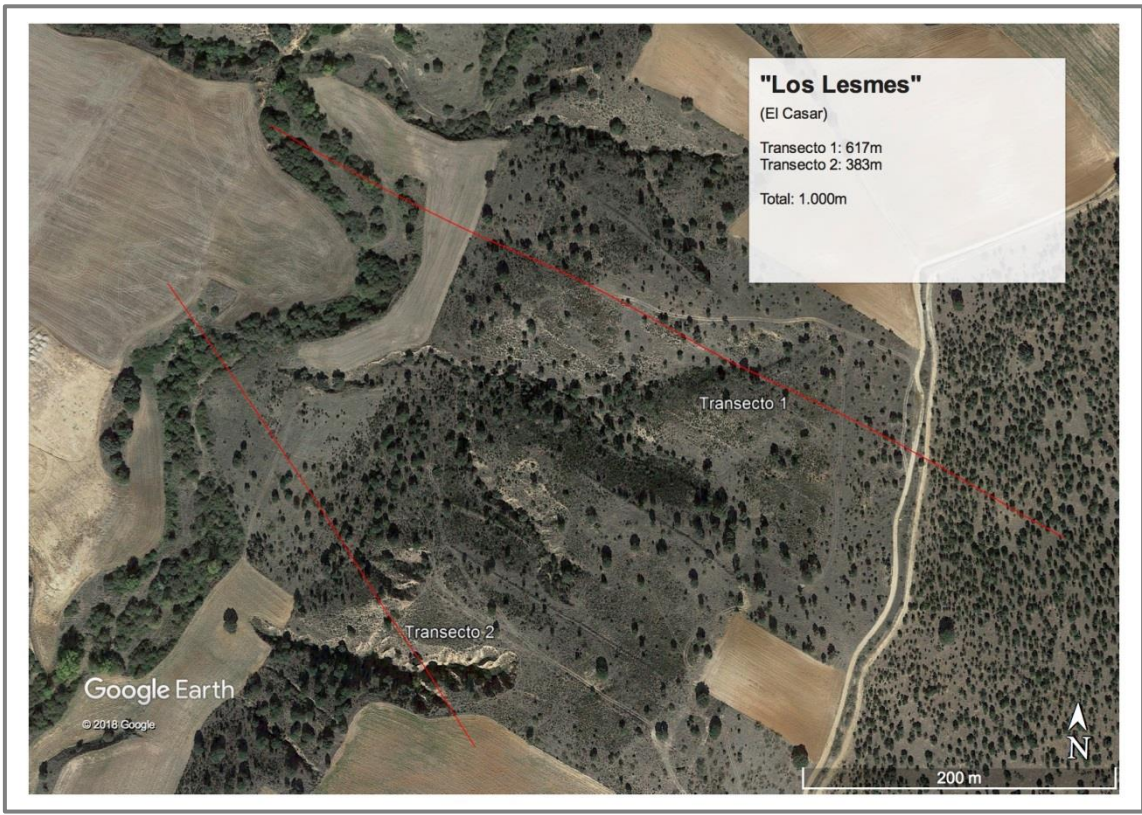 "Los Lesmes"
(El Casar)
Transecto 1: 617m
Transecto 2: 383m
Total: 1.000m
Transecto 1
Transecto 2
Google Earth
© 2018 Google
N
200 m